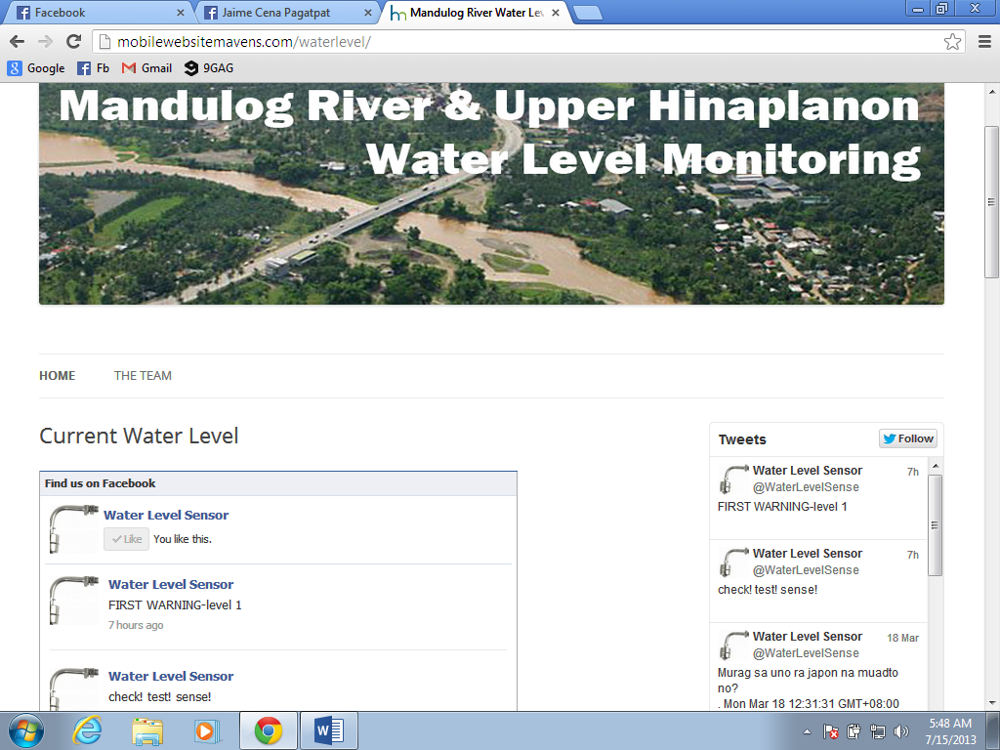 Facebook
Jaime Cena Pagatpat
Mandulog River Water Lev
mobilewebsitemavens.com/waterlevel/
Google
Fb
Gmail
9GAG
Mandulog River & Upper Hinaplanon
Water Level Monitoring
HOME
THE TEAM
Current Water Level
Find us on Facebook
Water Level Sensor
Like You like this.
Water Level Sensor
FIRST WARNING-level 1
7 hours ago
Water Level Sensor
check! test! sense!
Tweets
Follow
Water Level Sensor 7h
@WaterLevelSense
FIRST WARNING-level 1
Water Level Sensor 7h
@WaterLevelSense
check! test! sense!
Water Level Sensor 18 Mar
@WaterLevelSense
Murag sa uno ra japon na muadto
no?
. Mon Mar 18 12:31:31 GMT+08:00
5:48 AM
7/15/2013